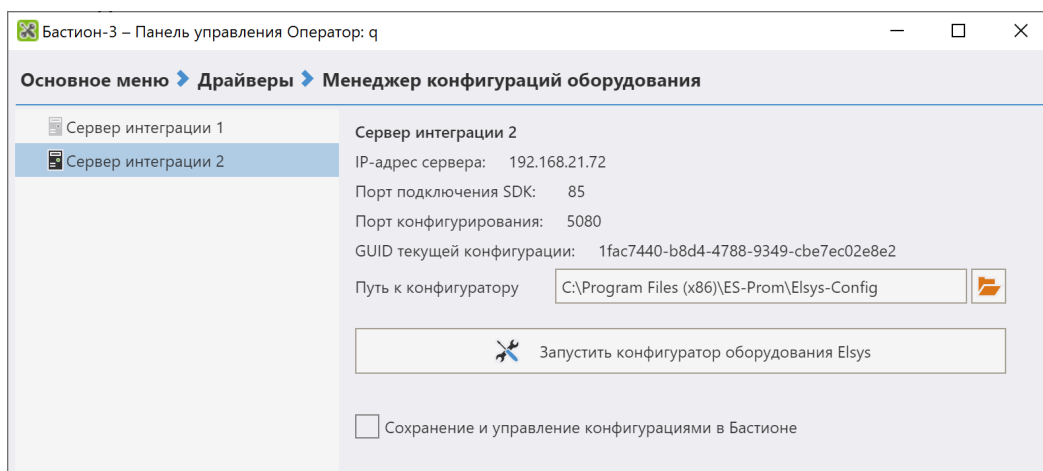 Бастион-3 – Панель управления Оператор: q
Основное меню Драйверы Менеджер конфигураций оборудования
Сервер интеграции 1
Сервер интеграции 2
Сервер интеграции 2
IP-адрес сервера: 192.168.21.72
Порт подключения SDK: 85
Порт конфигурирования: 5080
GUID текущей конфигурации: 1fac7440-b8d4-4788-9349-cbe7ec02e8e2
Путь к конфигуратору C:\Program Files (x86)\ES-Prom\Elsys-Config
Запустить конфигуратор оборудования Elsys
Сохранение и управление конфигурациями в Бастионе